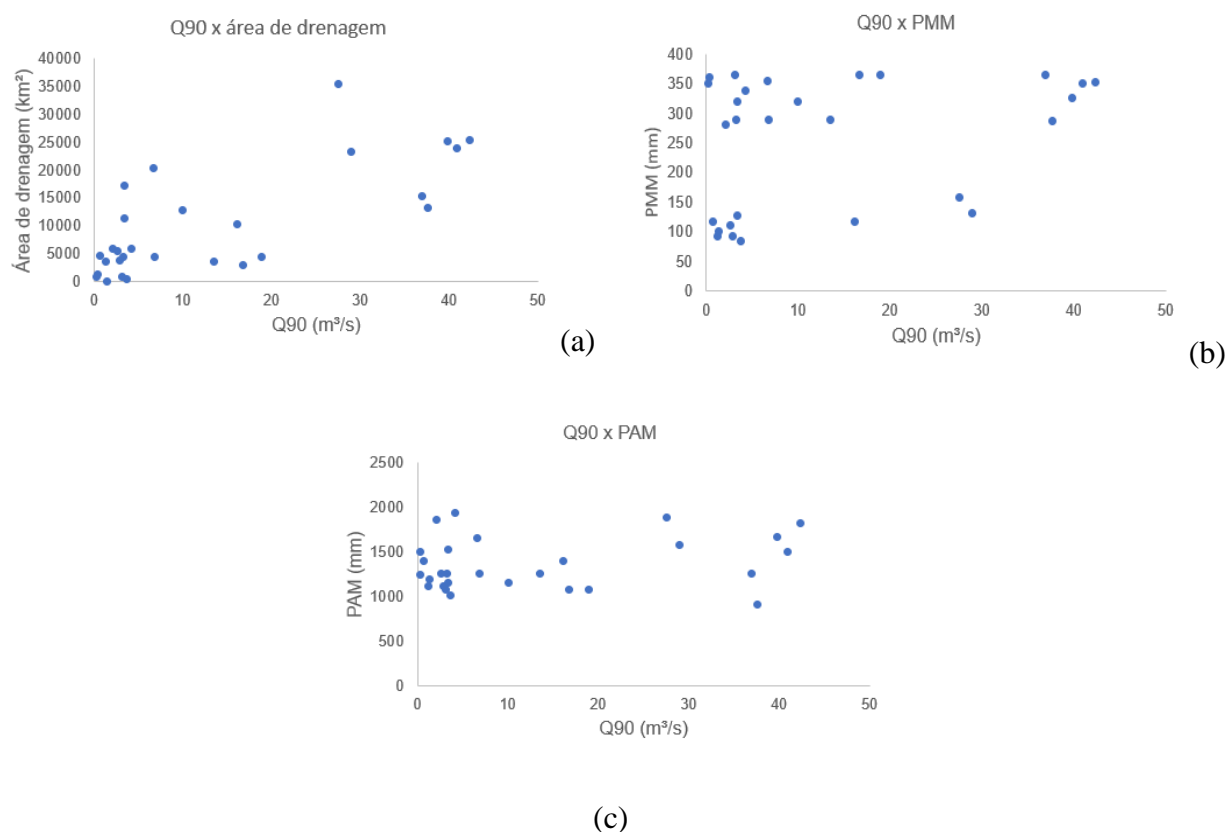 Q90 x área de drenagem
Área de drenagem (km²)
40000
35000
30000
25000
20000
15000
10000
5000
0
0 10 20 30 40 50
Q90 (m³/s)
(a)
Q90 x PMM
PMM (mm)
400
350
300
250
200
150
100
50
0
0 10 20 30 40 50
Q90 (m³/s)
(b)
Q90 x PAM
PAM (mm)
2500
2000
1500
1000
500
0
0 10 20 30 40 50
Q90 (m³/s)
(c)